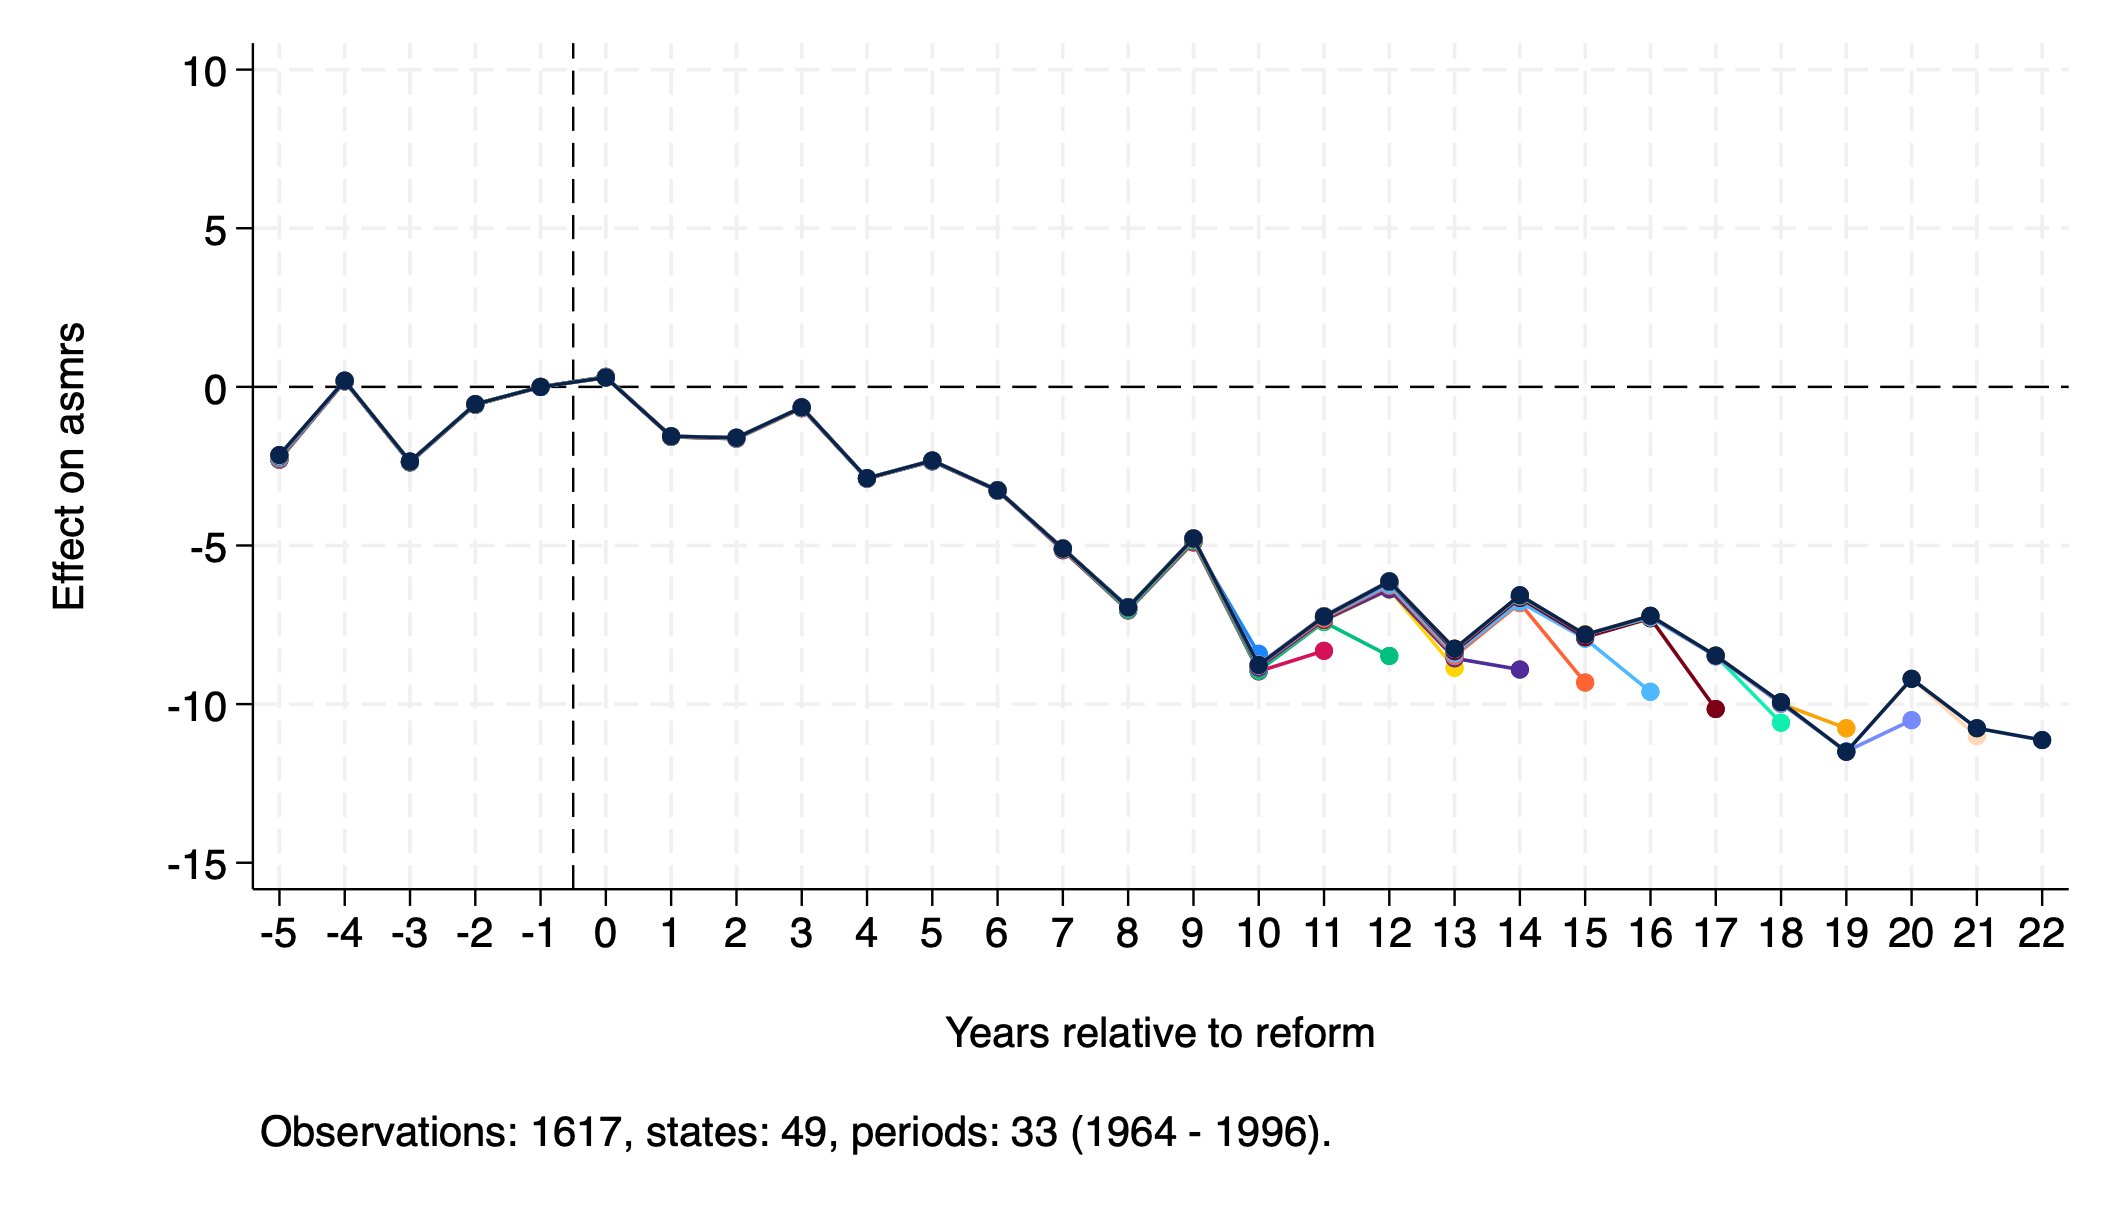 10
5
0
-5
-10
-15
Effect on asmrs
-5 -4 -3 -2 -1 0 1 2 3 4 5 6 7 8 9 10 11 12 13 14 15 16 17 18 19 20 21 22
Years relative to reform
Observations: 1617, states: 49, periods: 33 (1964 - 1996).